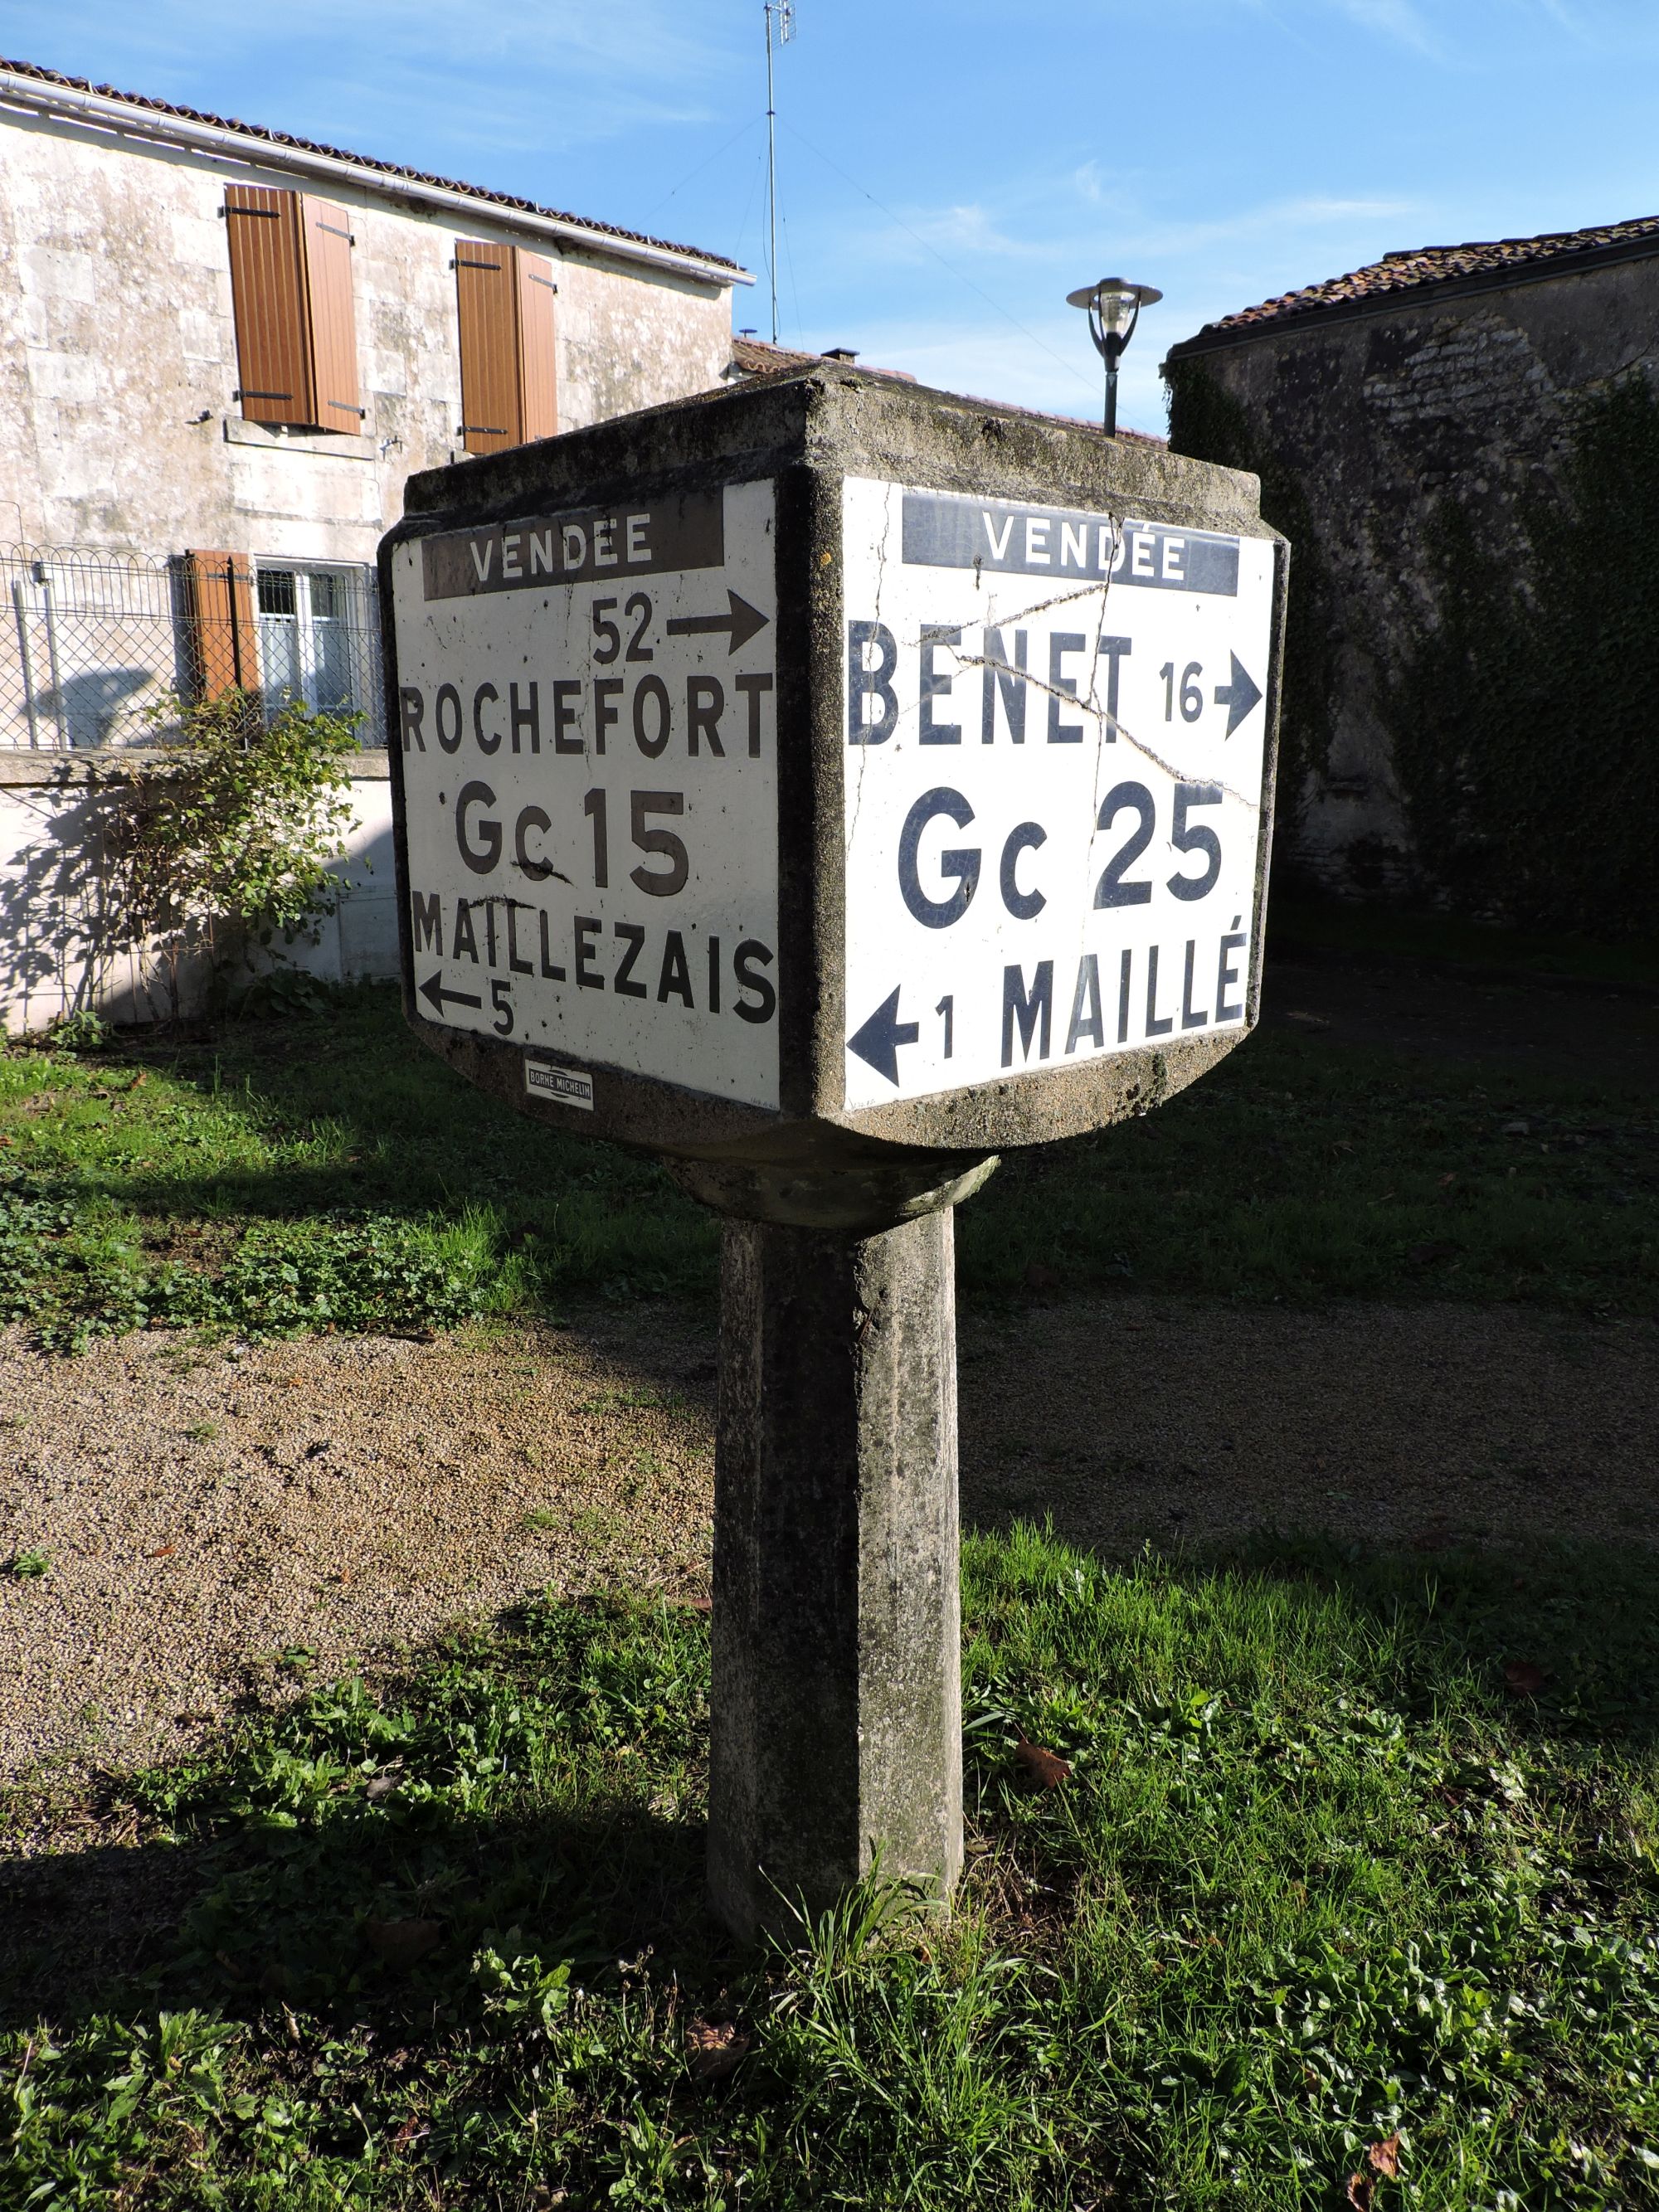 VENDEE
52 →
ROCHEFORT
Gc 15
MAILLEZAIS
← 5
BORNE MICHELIN
VENDÉE
BENET 16 →
Gc 25
← 1 MAILLÉ